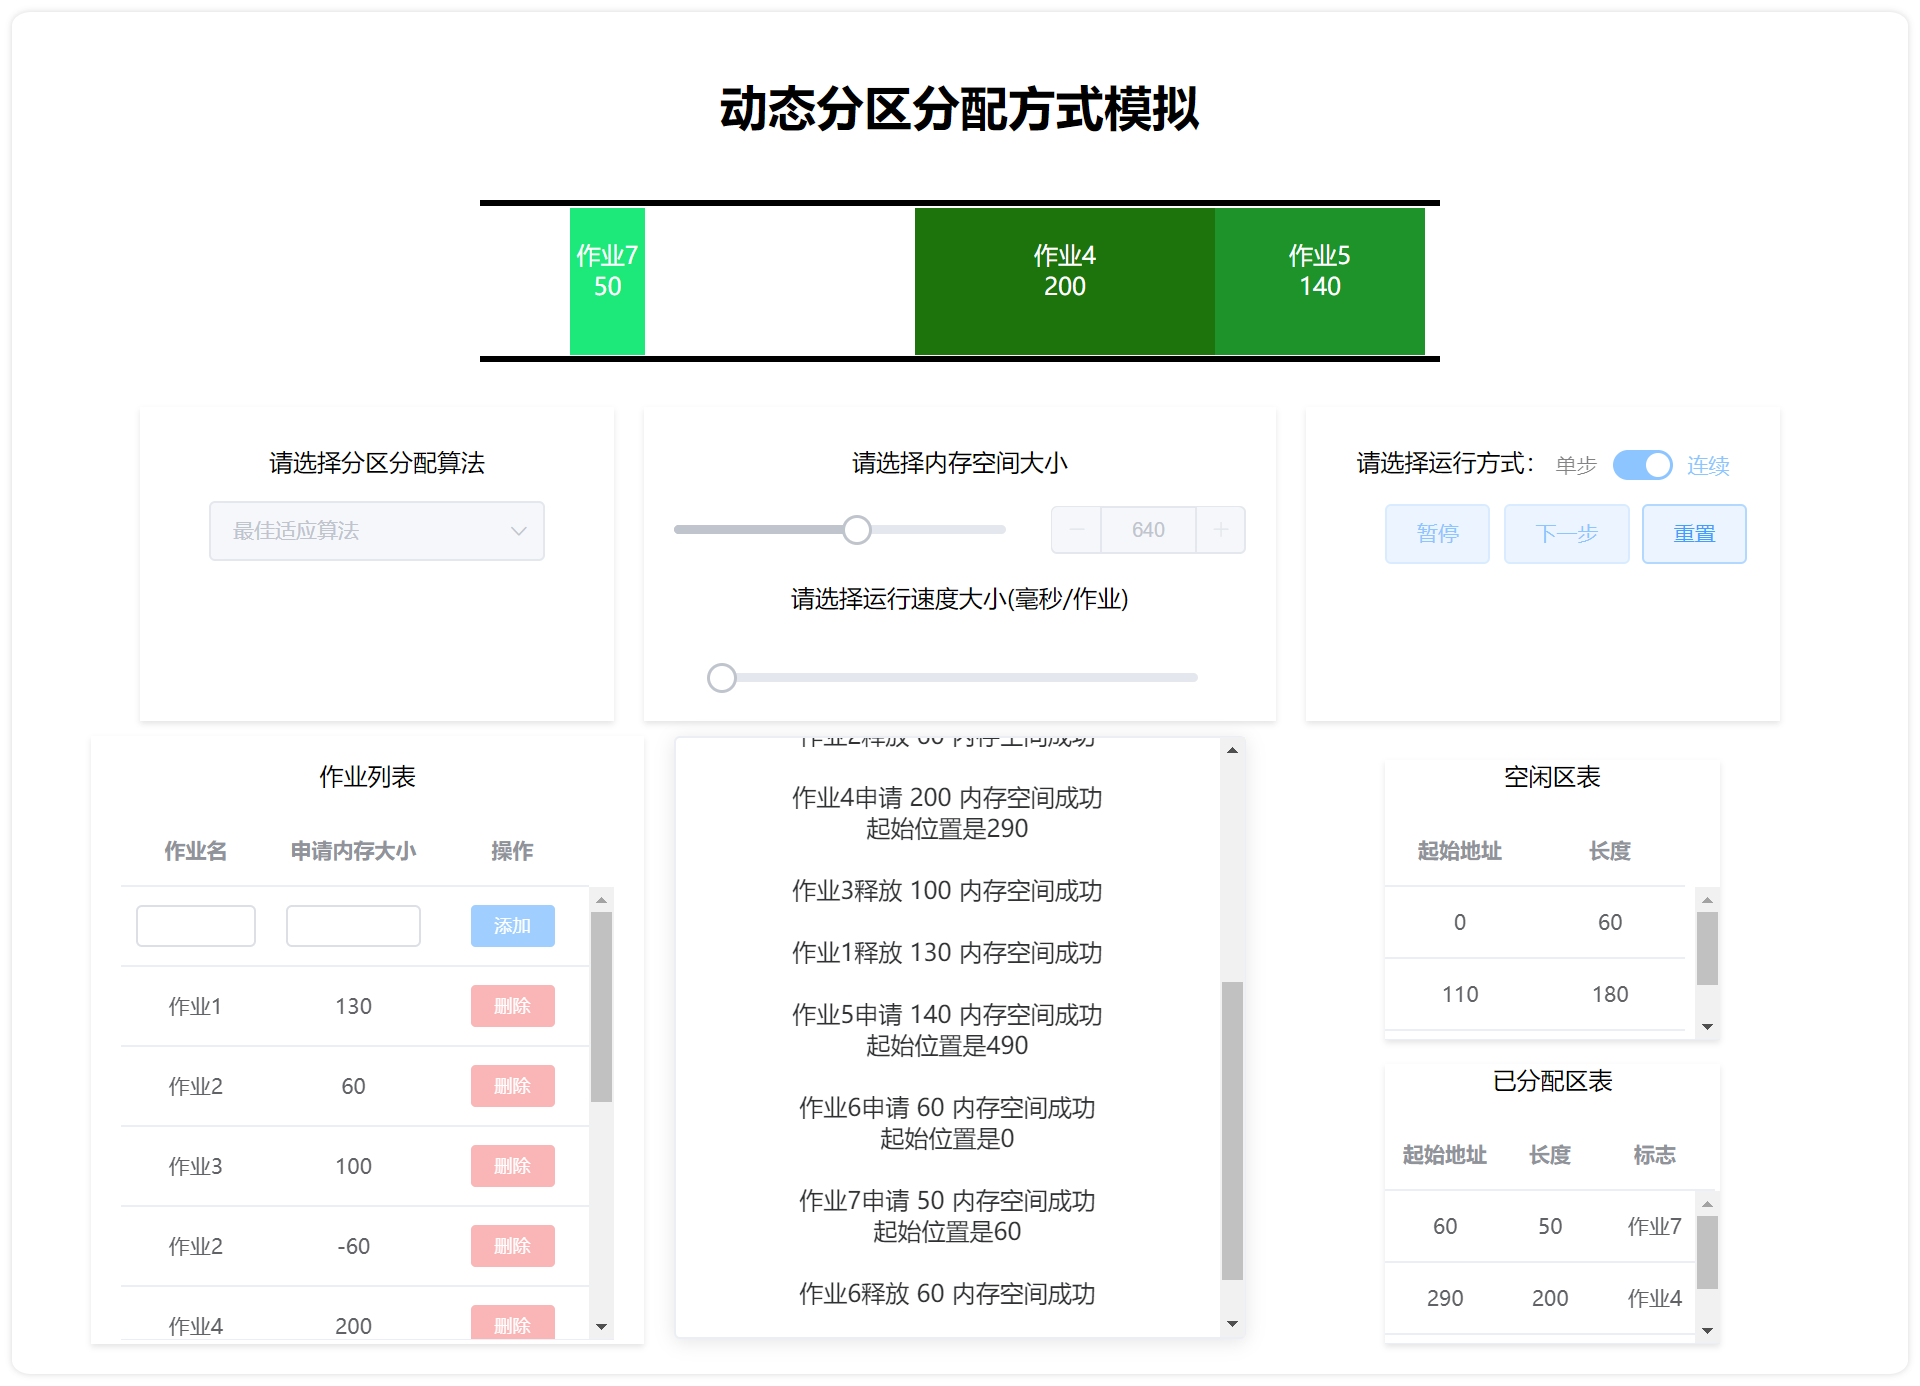 动态分区分配方式模拟
作业7
50
作业4
200
作业5
140
请选择分区分配算法
最佳适应算法
请选择内存空间大小
640
请选择运行速度大小(毫秒/作业)
请选择运行方式： 单步 连续
暂停 下一步 重置
作业列表
作业名 申请内存大小 操作
添加
作业1 130 删除
作业2 60 删除
作业3 100 删除
作业2 -60 删除
作业4 200 删除
作业2释放 60 内存空间成功
作业4申请 200 内存空间成功
起始位置是290
作业3释放 100 内存空间成功
作业1释放 130 内存空间成功
作业5申请 140 内存空间成功
起始位置是490
作业6申请 60 内存空间成功
起始位置是0
作业7申请 50 内存空间成功
起始位置是60
作业6释放 60 内存空间成功
空闲区表
起始地址 长度
0 60
110 180
已分配区表
起始地址 长度 标志
60 50 作业7
290 200 作业4